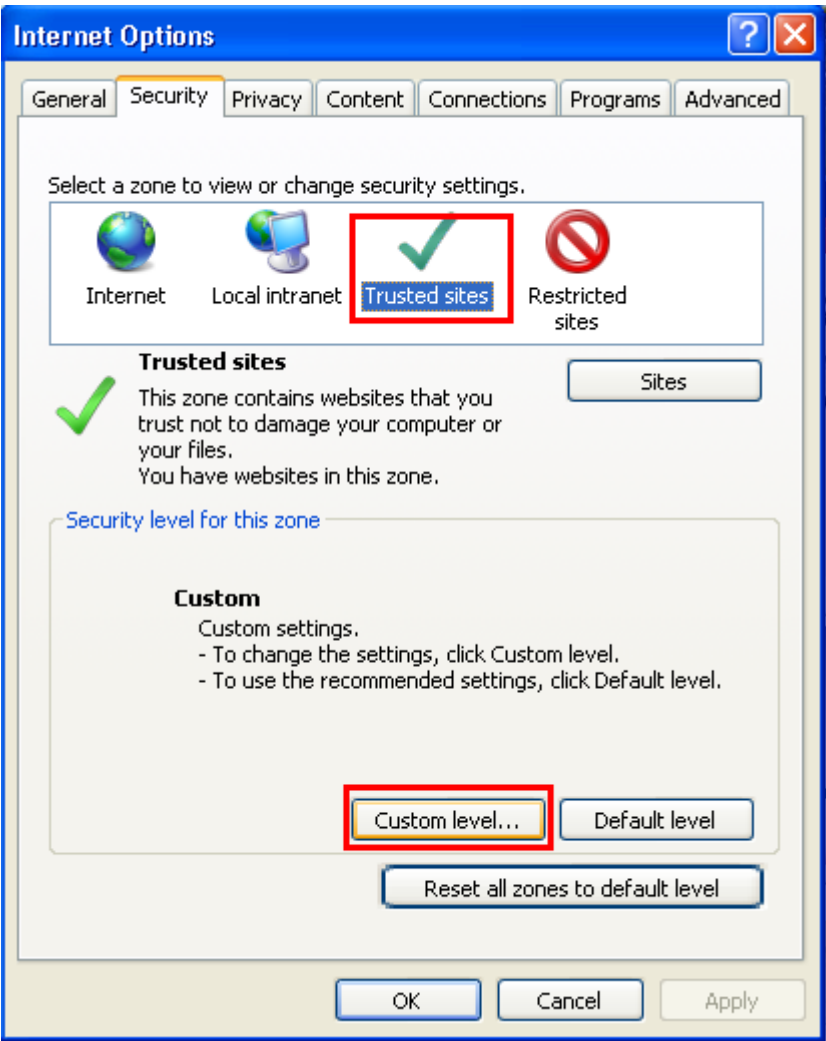 Internet Options
?
General Security Privacy Content Connections Programs Advanced
Select a zone to view or change security settings.
Internet Local intranet Trusted sites Restricted
sites
Trusted sites
Sites
This zone contains websites that you
trust not to damage your computer or
your files.
You have websites in this zone.
Security level for this zone
Custom
Custom settings.
- To change the settings, click Custom level.
- To use the recommended settings, click Default level.
Custom level... Default level
Reset all zones to default level
OK Cancel Apply